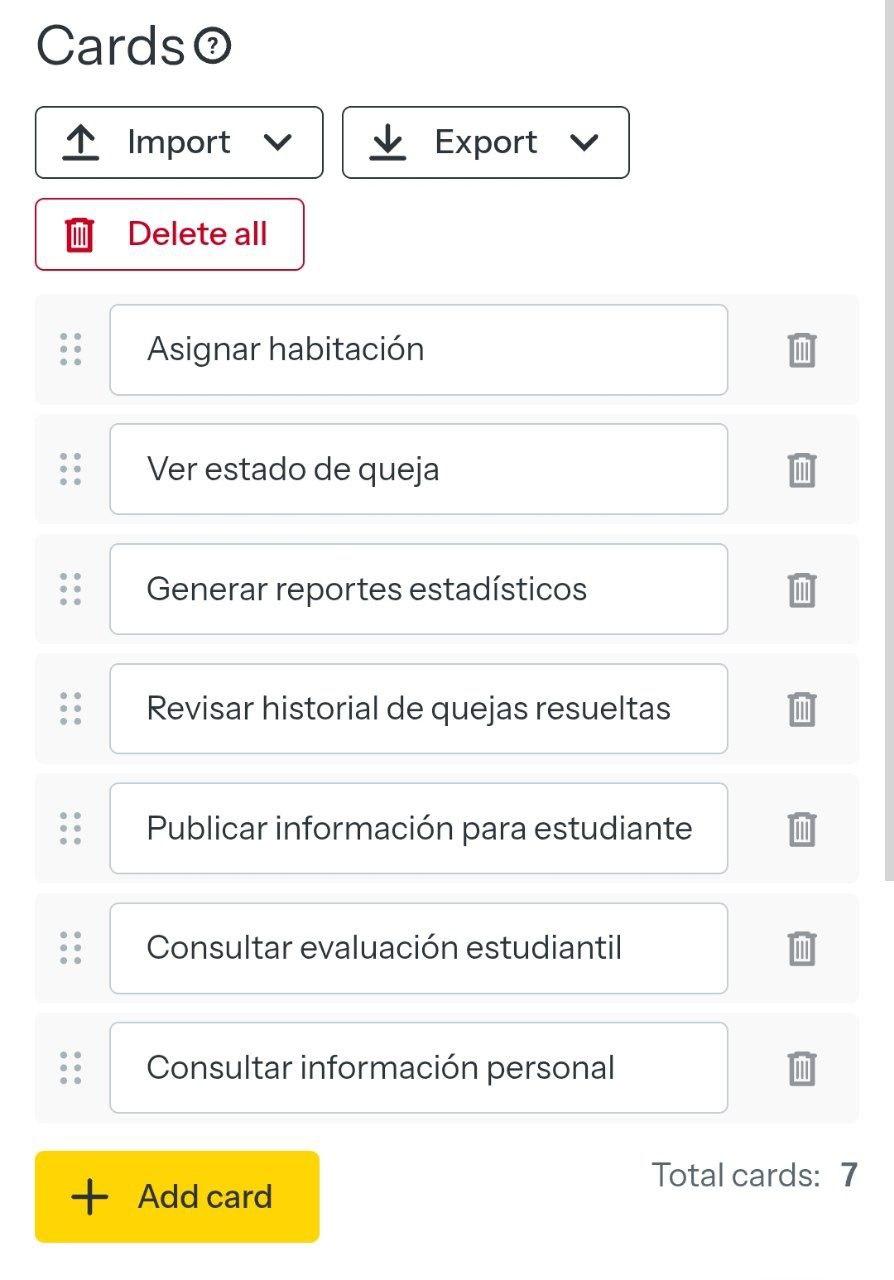 Cards
Import
Export
Delete all
Asignar habitación
Ver estado de queja
Generar reportes estadísticos
Revisar historial de quejas resueltas
Publicar información para estudiante
Consultar evaluación estudiantil
Consultar información personal
Add card
Total cards: 7